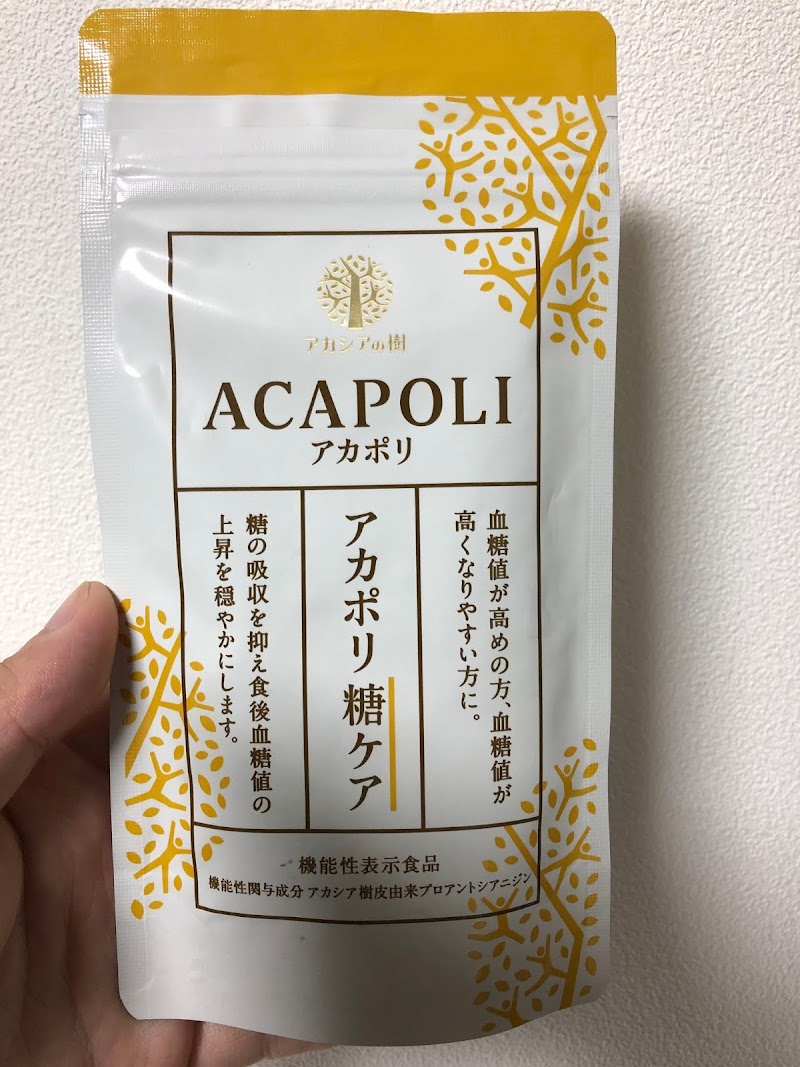 アカシアの樹
ACAPOLI
アカポリ
血糖値が高めの方、血糖値が
高くなりやすい方に。
アカポリ糖ケア
糖の吸収を抑え食後血糖値の
上昇を穏やかにします。
機能性表示食品
機能性関与成分 アカシア樹皮由来プロアントシアニジン